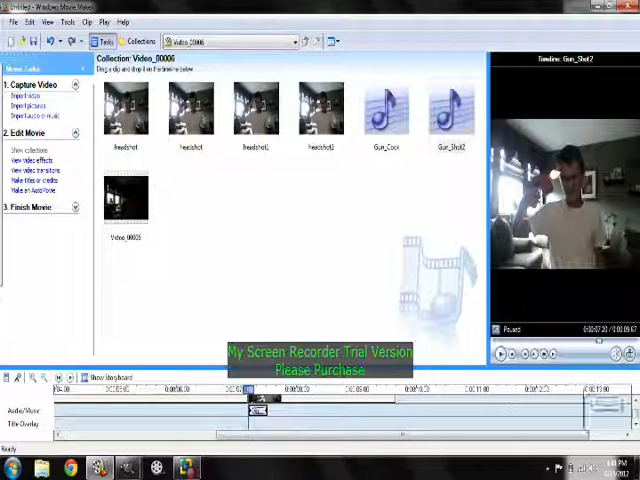 Untitled - Windows Movie Maker
File Edit View Tools Clip Play Help
Tasks Collections Video_00006
Movie Tasks
Collection: Video_00006
Drag a clip and drop it on the timeline below.
Timeline: Gun_Shot2
1. Capture Video
Import video
Import pictures
Import audio or music
2. Edit Movie
Show collections
View video effects
View video transitions
Make titles or credits
Make an AutoMovie
3. Finish Movie
headshot headshot headshot1 headshot1 Gun_Cock Gun_Shot2
Video_00006
Paused
My Screen Recorder Trial Version
Please Purchase
Show Storyboard
Audio/Music
Title Overlay
Ready